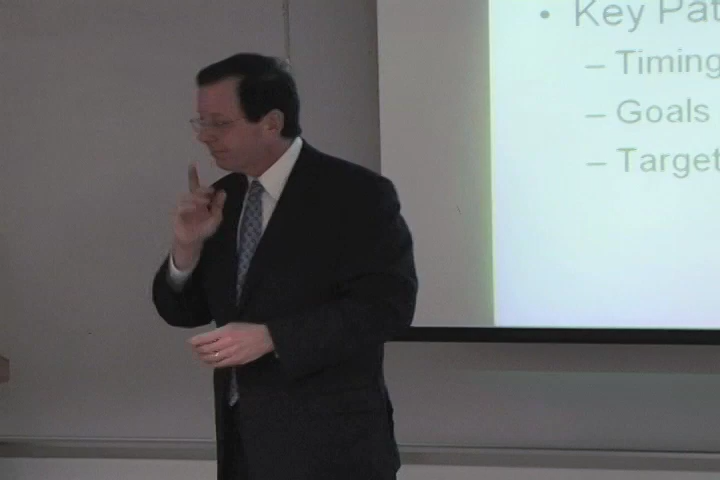 • Key Pat
– Timing
– Goals
– Target